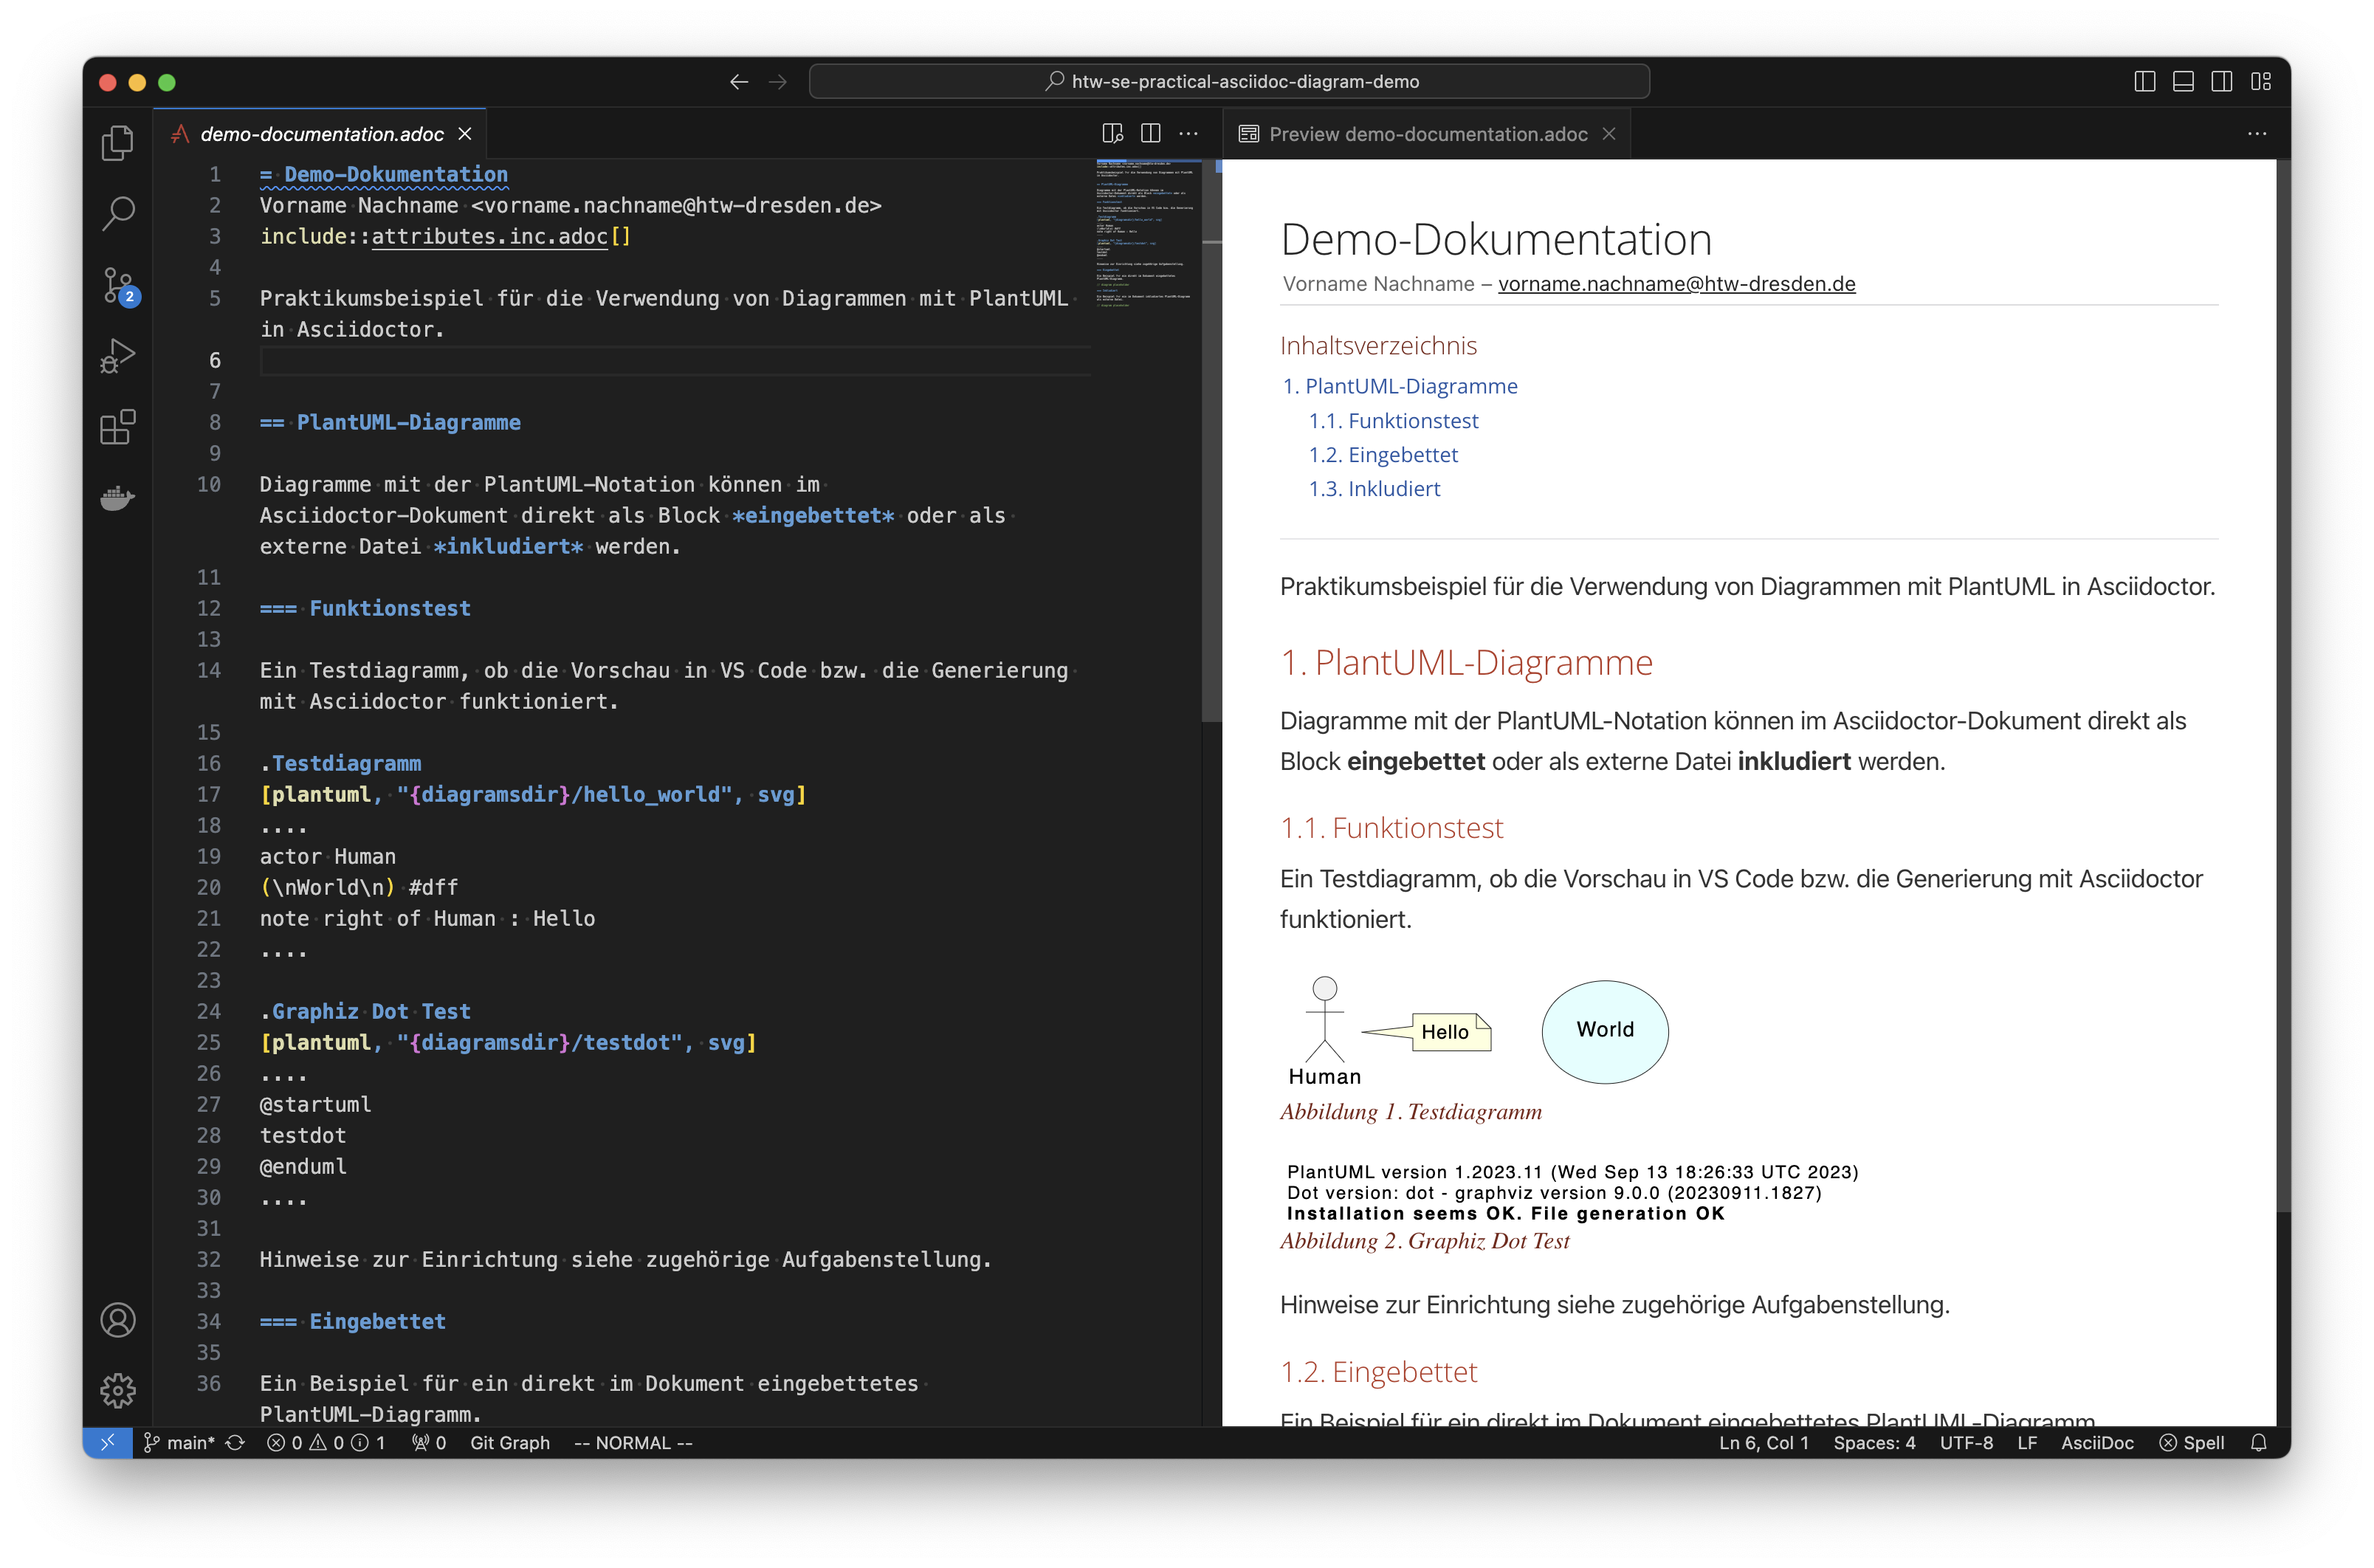 htw-se-practical-asciidoc-diagram-demo
demo-documentation.adoc
Preview demo-documentation.adoc
2
1 = Demo-Dokumentation
2 Vorname Nachname <vorname.nachname@htw-dresden.de>
3 include::attributes.inc.adoc[]
4
5 Praktikumsbeispiel für die Verwendung von Diagrammen mit PlantUML
in Asciidoctor.
6
7
8 == PlantUML-Diagramme
9
10 Diagramme mit der PlantUML-Notation können im
Asciidoctor-Dokument direkt als Block *eingebettet* oder als
externe Datei *inkludiert* werden.
11
12 === Funktionstest
13
14 Ein Testdiagramm, ob die Vorschau in VS Code bzw. die Generierung
mit Asciidoctor funktioniert.
15
16 .Testdiagramm
17 [plantuml, "{diagramsdir}/hello_world", svg]
18 ....
19 actor Human
20 (\nWorld\n) #dff
21 note right of Human : Hello
22 ....
23
24 .Graphiz Dot Test
25 [plantuml, "{diagramsdir}/testdot", svg]
26 ....
27 @startuml
28 testdot
29 @enduml
30 ....
31
32 Hinweise zur Einrichtung siehe zugehörige Aufgabenstellung.
33
34 === Eingebettet
35
36 Ein Beispiel für ein direkt im Dokument eingebettetes
PlantUML-Diagramm.
Demo-Dokumentation
Vorname Nachname – vorname.nachname@htw-dresden.de
Inhaltsverzeichnis
1. PlantUML-Diagramme
1.1. Funktionstest
1.2. Eingebettet
1.3. Inkludiert
Praktikumsbeispiel für die Verwendung von Diagrammen mit PlantUML in Asciidoctor.
1. PlantUML-Diagramme
Diagramme mit der PlantUML-Notation können im Asciidoctor-Dokument direkt als
Block eingebettet oder als externe Datei inkludiert werden.
1.1. Funktionstest
Ein Testdiagramm, ob die Vorschau in VS Code bzw. die Generierung mit Asciidoctor
funktioniert.
Hello
World
Human
Abbildung 1. Testdiagramm
PlantUML version 1.2023.11 (Wed Sep 13 18:26:33 UTC 2023)
Dot version: dot - graphviz version 9.0.0 (20230911.1827)
Installation seems OK. File generation OK
Abbildung 2. Graphiz Dot Test
Hinweise zur Einrichtung siehe zugehörige Aufgabenstellung.
1.2. Eingebettet
Ein Beispiel für ein direkt im Dokument eingebettetes PlantUML-Diagramm
main* 0 0 1 0 Git Graph -- NORMAL -- Ln 6, Col 1 Spaces: 4 UTF-8 LF AsciiDoc Spell